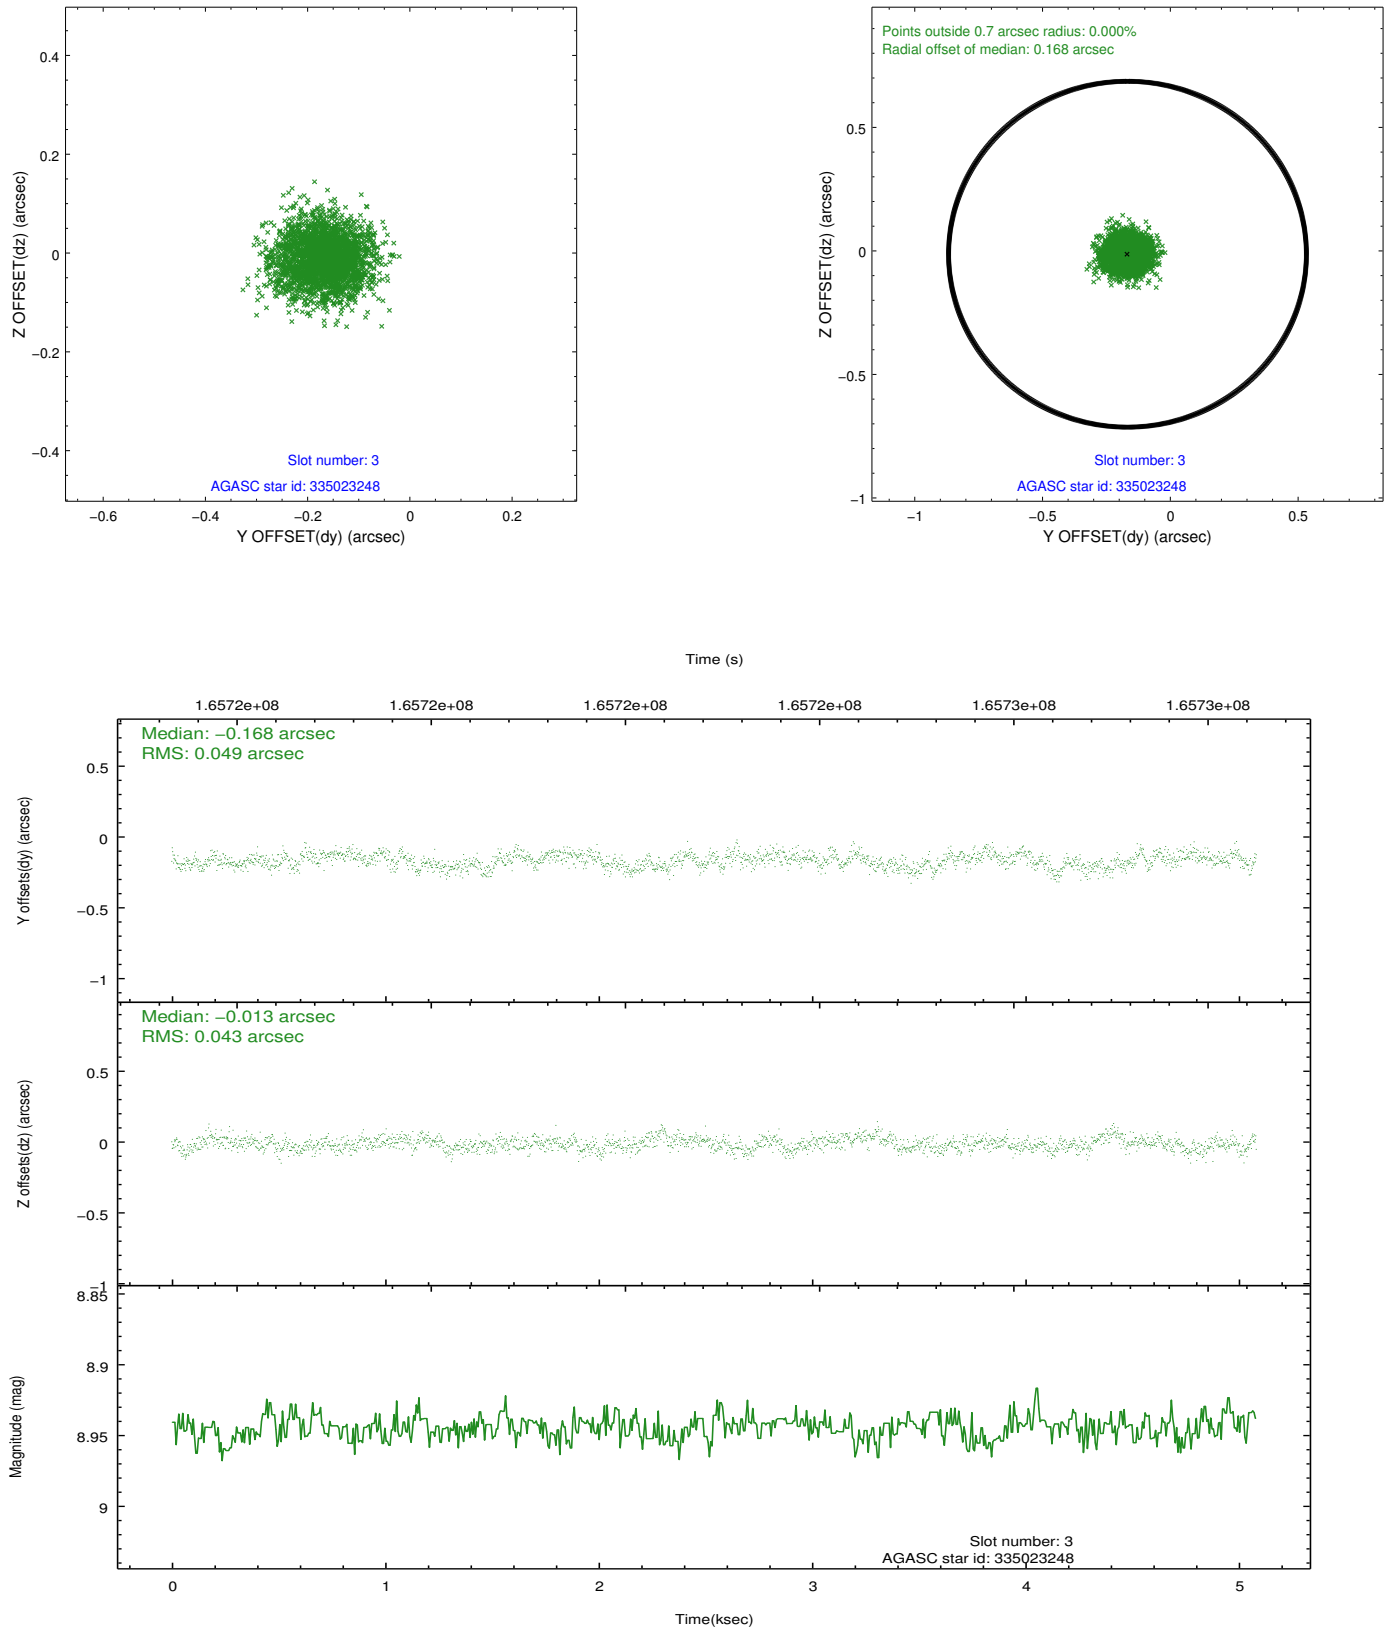 0.4
0.2
0
−0.2
−0.4
Z OFFSET(dz) (arcsec)
Slot number: 3
AGASC star id: 335023248
−0.6 −0.4 −0.2 0 0.2
Y OFFSET(dy) (arcsec)
Points outside 0.7 arcsec radius: 0.000%
Radial offset of median: 0.168 arcsec
0.5
0
−0.5
−1
Z OFFSET(dz) (arcsec)
Slot number: 3
AGASC star id: 335023248
−1 −0.5 0 0.5
Y OFFSET(dy) (arcsec)
Time (s)
1.6572e+08 1.6572e+08 1.6572e+08 1.6572e+08 1.6573e+08 1.6573e+08
Median: −0.168 arcsec
RMS: 0.049 arcsec
0.5
0
−0.5
−1
Y offsets(dy) (arcsec)
Median: −0.013 arcsec
RMS: 0.043 arcsec
0.5
0
−0.5
−1
Z offsets(dz) (arcsec)
8.85
8.9
8.95
9
Magnitude (mag)
Slot number: 3
AGASC star id: 335023248
0 1 2 3 4 5
Time(ksec)